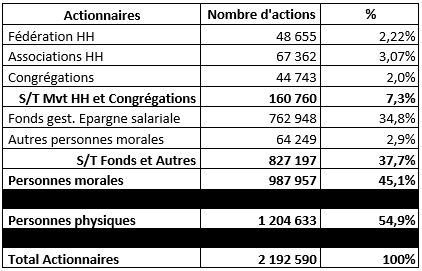 Actionnaires Nombre d'actions %
Fédération HH 48 655 2,22%
Associations HH 67 362 3,07%
Congrégations 44 743 2,0%
S/T Mvt HH et Congrégations 160 760 7,3%
Fonds gest. Epargne salariale 762 948 34,8%
Autres personnes morales 64 249 2,9%
S/T Fonds et Autres 827 197 37,7%
Personnes morales 987 957 45,1%
Personnes physiques 1 204 633 54,9%
Total Actionnaires 2 192 590 100%